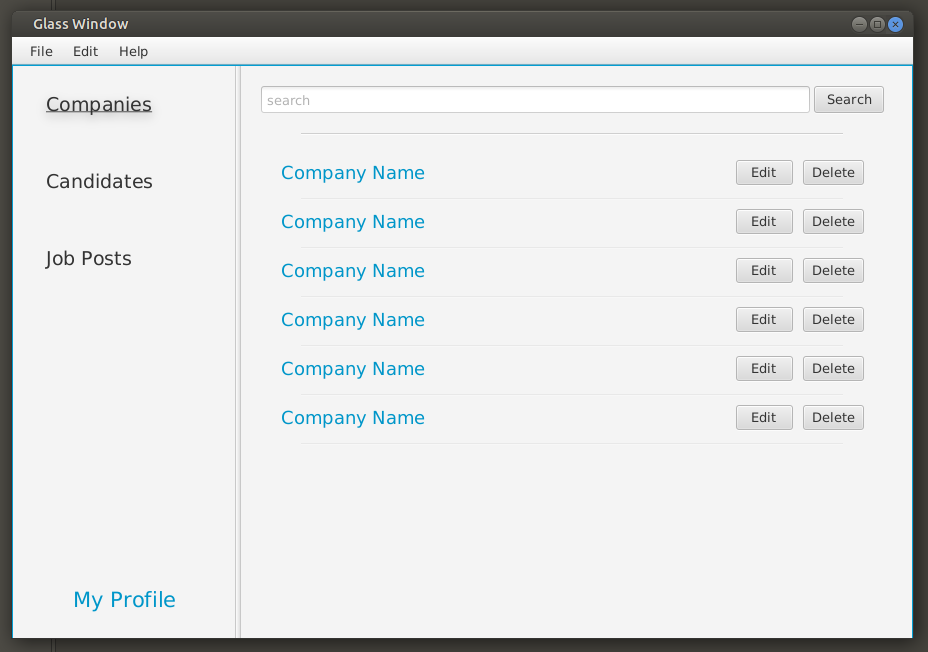 Glass Window
File Edit Help
Companies
Candidates
Job Posts
My Profile
search Search
Company Name Edit Delete
Company Name Edit Delete
Company Name Edit Delete
Company Name Edit Delete
Company Name Edit Delete
Company Name Edit Delete